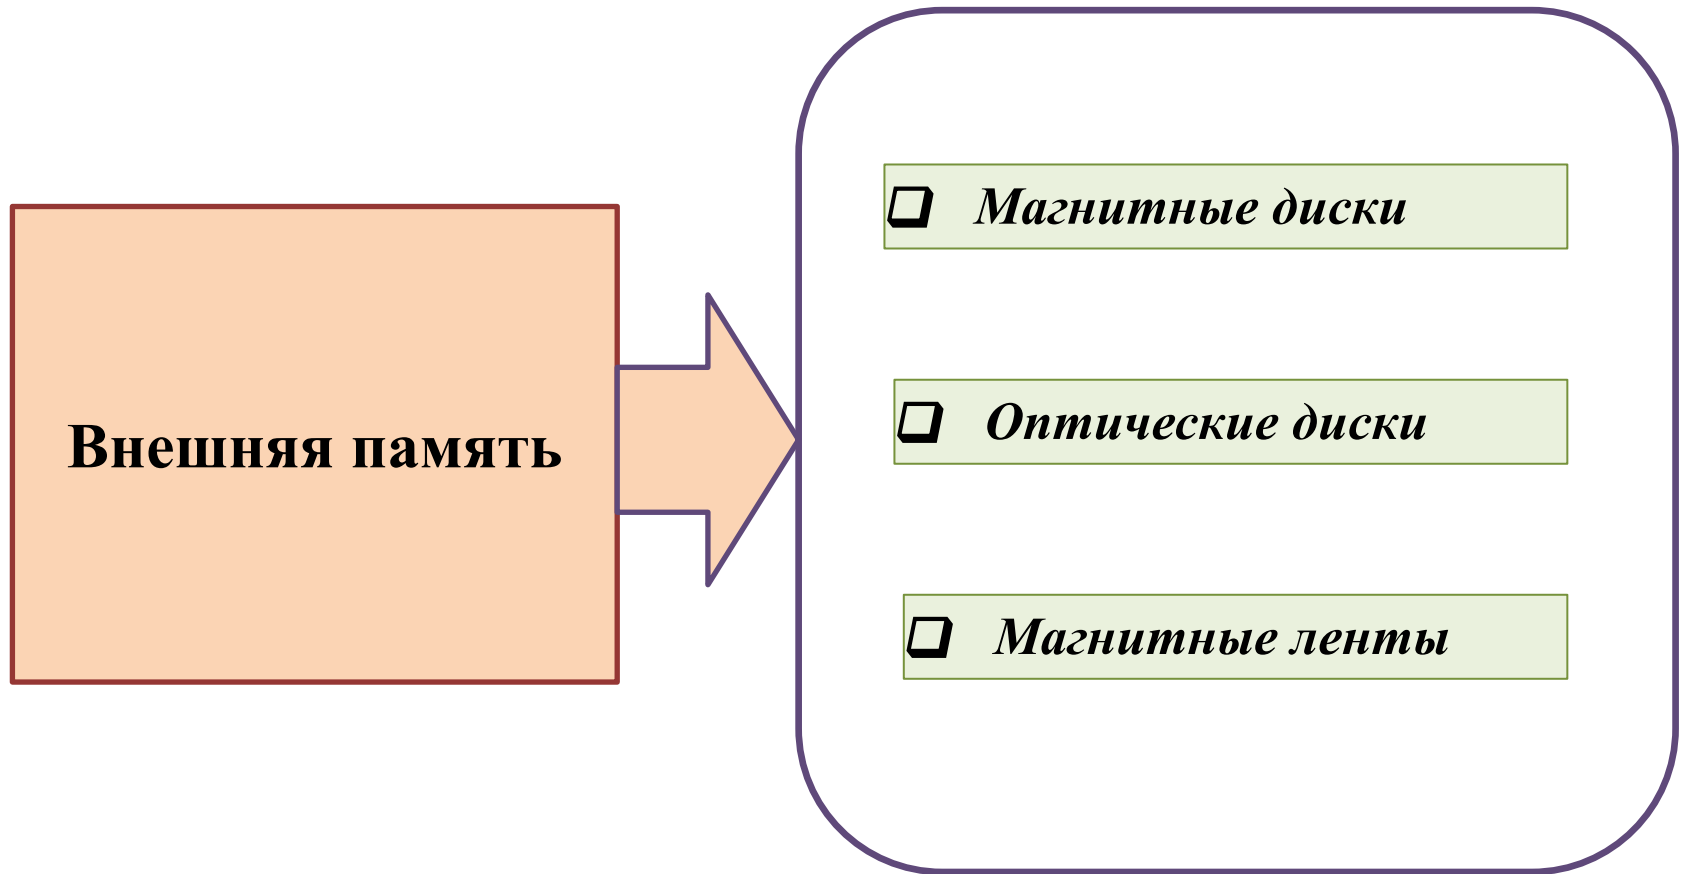 Внешняя память
❑ Магнитные диски
❑ Оптические диски
❑ Магнитные ленты